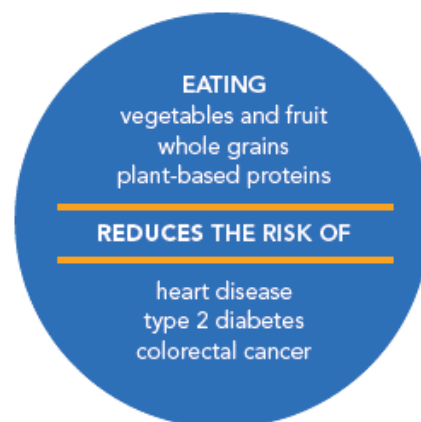 EATING
vegetables and fruit
whole grains
plant-based proteins
REDUCES THE RISK OF
heart disease
type 2 diabetes
colorectal cancer